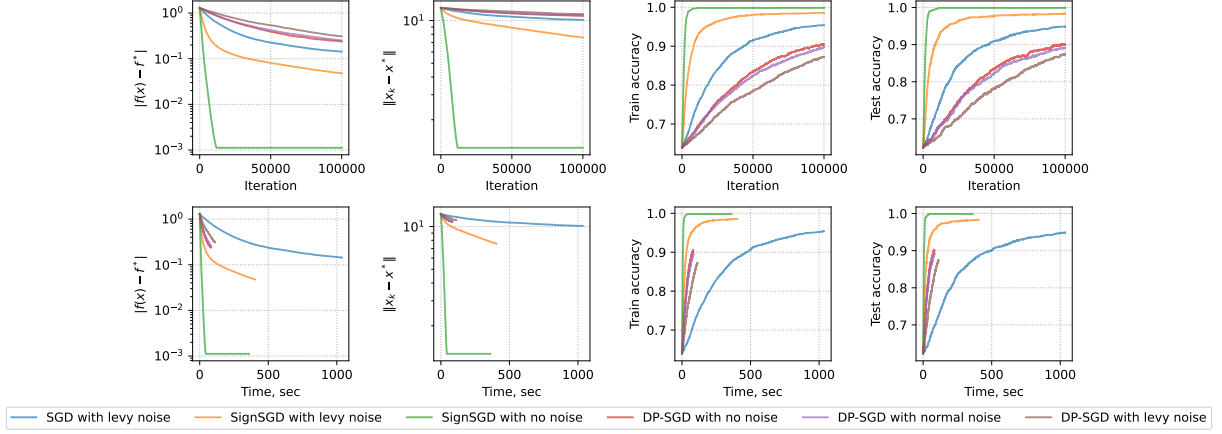 |f(x) − f*|
10⁰
10⁻¹
10⁻²
10⁻³
0
50000
100000
Iteration
‖x_k − x*‖
10¹
0
50000
100000
Iteration
Train accuracy
1.0
0.9
0.8
0.7
0
50000
100000
Iteration
Test accuracy
1.0
0.9
0.8
0.7
0
50000
100000
Iteration
|f(x) − f*|
10⁰
10⁻¹
10⁻²
10⁻³
0
500
1000
Time, sec
‖x_k − x*‖
10¹
0
500
1000
Time, sec
Train accuracy
1.0
0.9
0.8
0.7
0
500
1000
Time, sec
Test accuracy
1.0
0.9
0.8
0.7
0
500
1000
Time, sec
SGD with levy noise
SignSGD with levy noise
SignSGD with no noise
DP-SGD with no noise
DP-SGD with normal noise
DP-SGD with levy noise